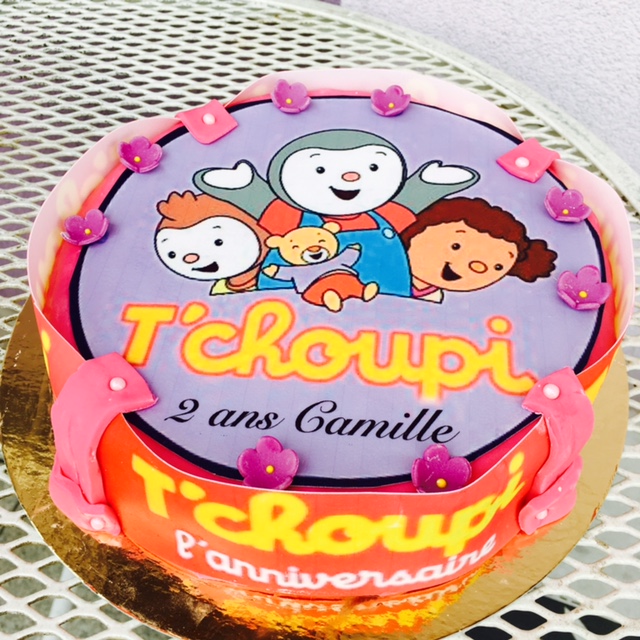 T'choupi
2 ans Camille
T'choupi
l'anniversaire